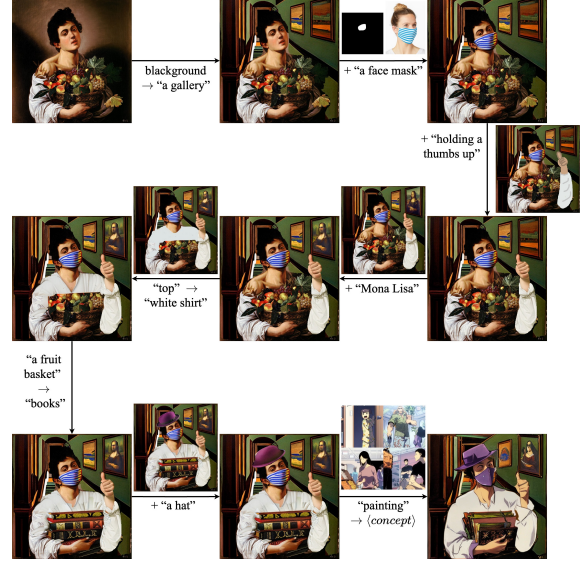 blackground
→ “a gallery”
+ “a face mask”
+ “holding a
thumbs up”
+ “Mona Lisa”
“top” →
“white shirt”
“a fruit
basket”
→
“books”
+ “a hat”
“painting”
→ ⟨concept⟩